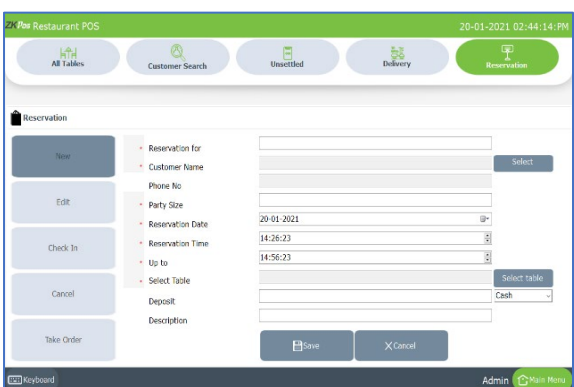 ZKPos Restaurant POS 20-01-2021 02:44:14:PM
All Tables Customer Search Unsettled Delivery Reservation
Reservation
New
Edit
Check In
Cancel
Take Order
* Reservation for
* Customer Name Select
Phone No
* Party Size
* Reservation Date 20-01-2021
* Reservation Time 14:26:23
* Up to 14:56:23
* Select Table Select table
Deposit Cash
Description
Save X Cancel
Keyboard Admin Main Menu